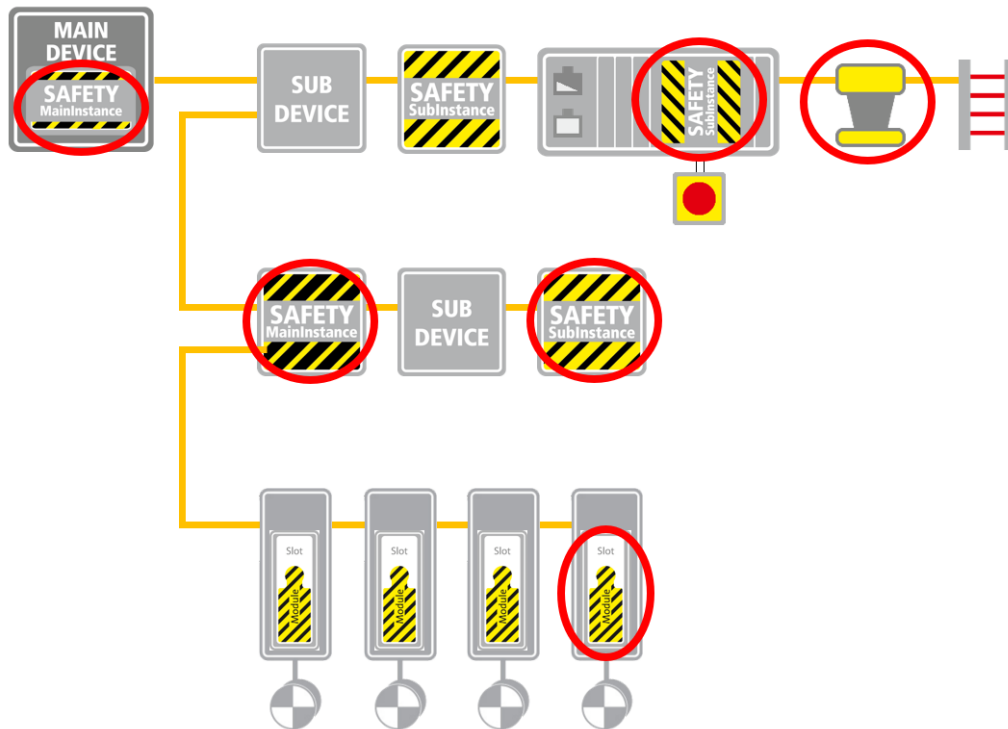 MAIN
DEVICE
SAFETY
MainInstance
SUB
DEVICE
SAFETY
SubInstance
SAFETY
SubInstance
SAFETY
MainInstance
SUB
DEVICE
SAFETY
SubInstance
Slot
Module
Slot
Module
Slot
Module
Slot
Module